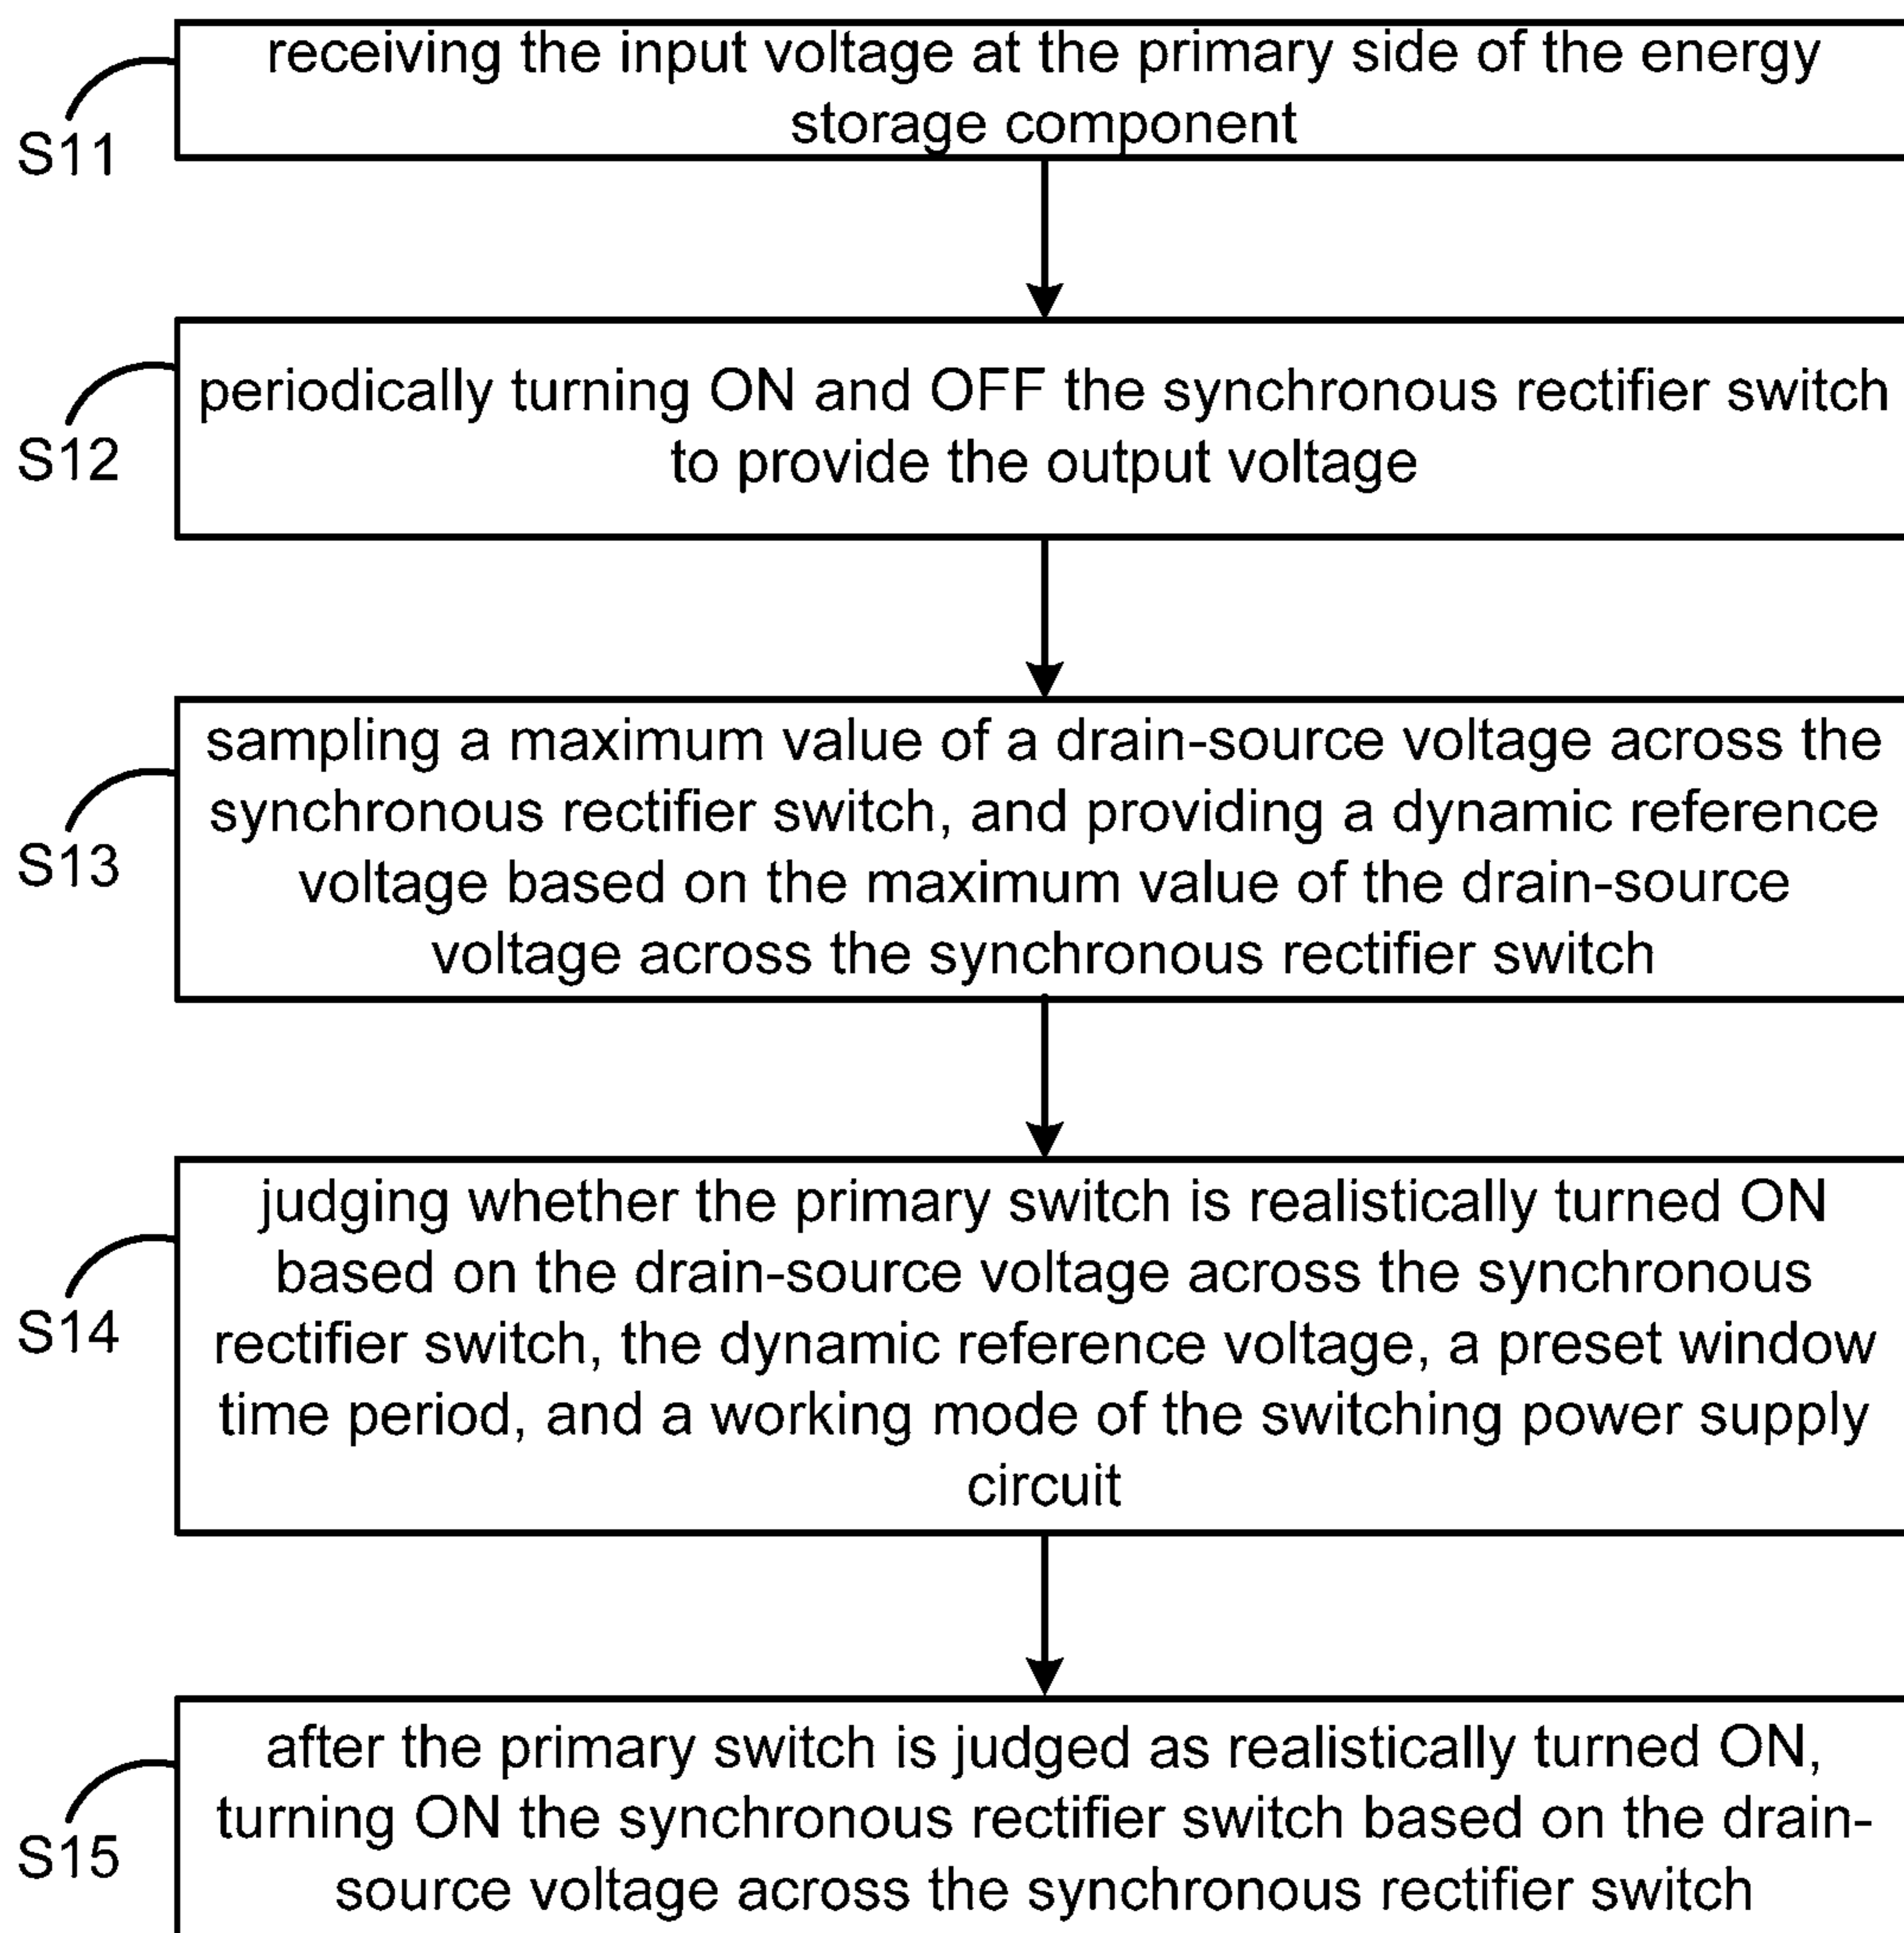 receiving the input voltage at the primary side of the energy
storage component
S11
periodically turning ON and OFF the synchronous rectifier switch
to provide the output voltage
S12
sampling a maximum value of a drain-source voltage across the
synchronous rectifier switch, and providing a dynamic reference
voltage based on the maximum value of the drain-source
voltage across the synchronous rectifier switch
S13
judging whether the primary switch is realistically turned ON
based on the drain-source voltage across the synchronous
rectifier switch, the dynamic reference voltage, a preset window
time period, and a working mode of the switching power supply
circuit
S14
after the primary switch is judged as realistically turned ON,
turning ON the synchronous rectifier switch based on the drain-
source voltage across the synchronous rectifier switch
S15